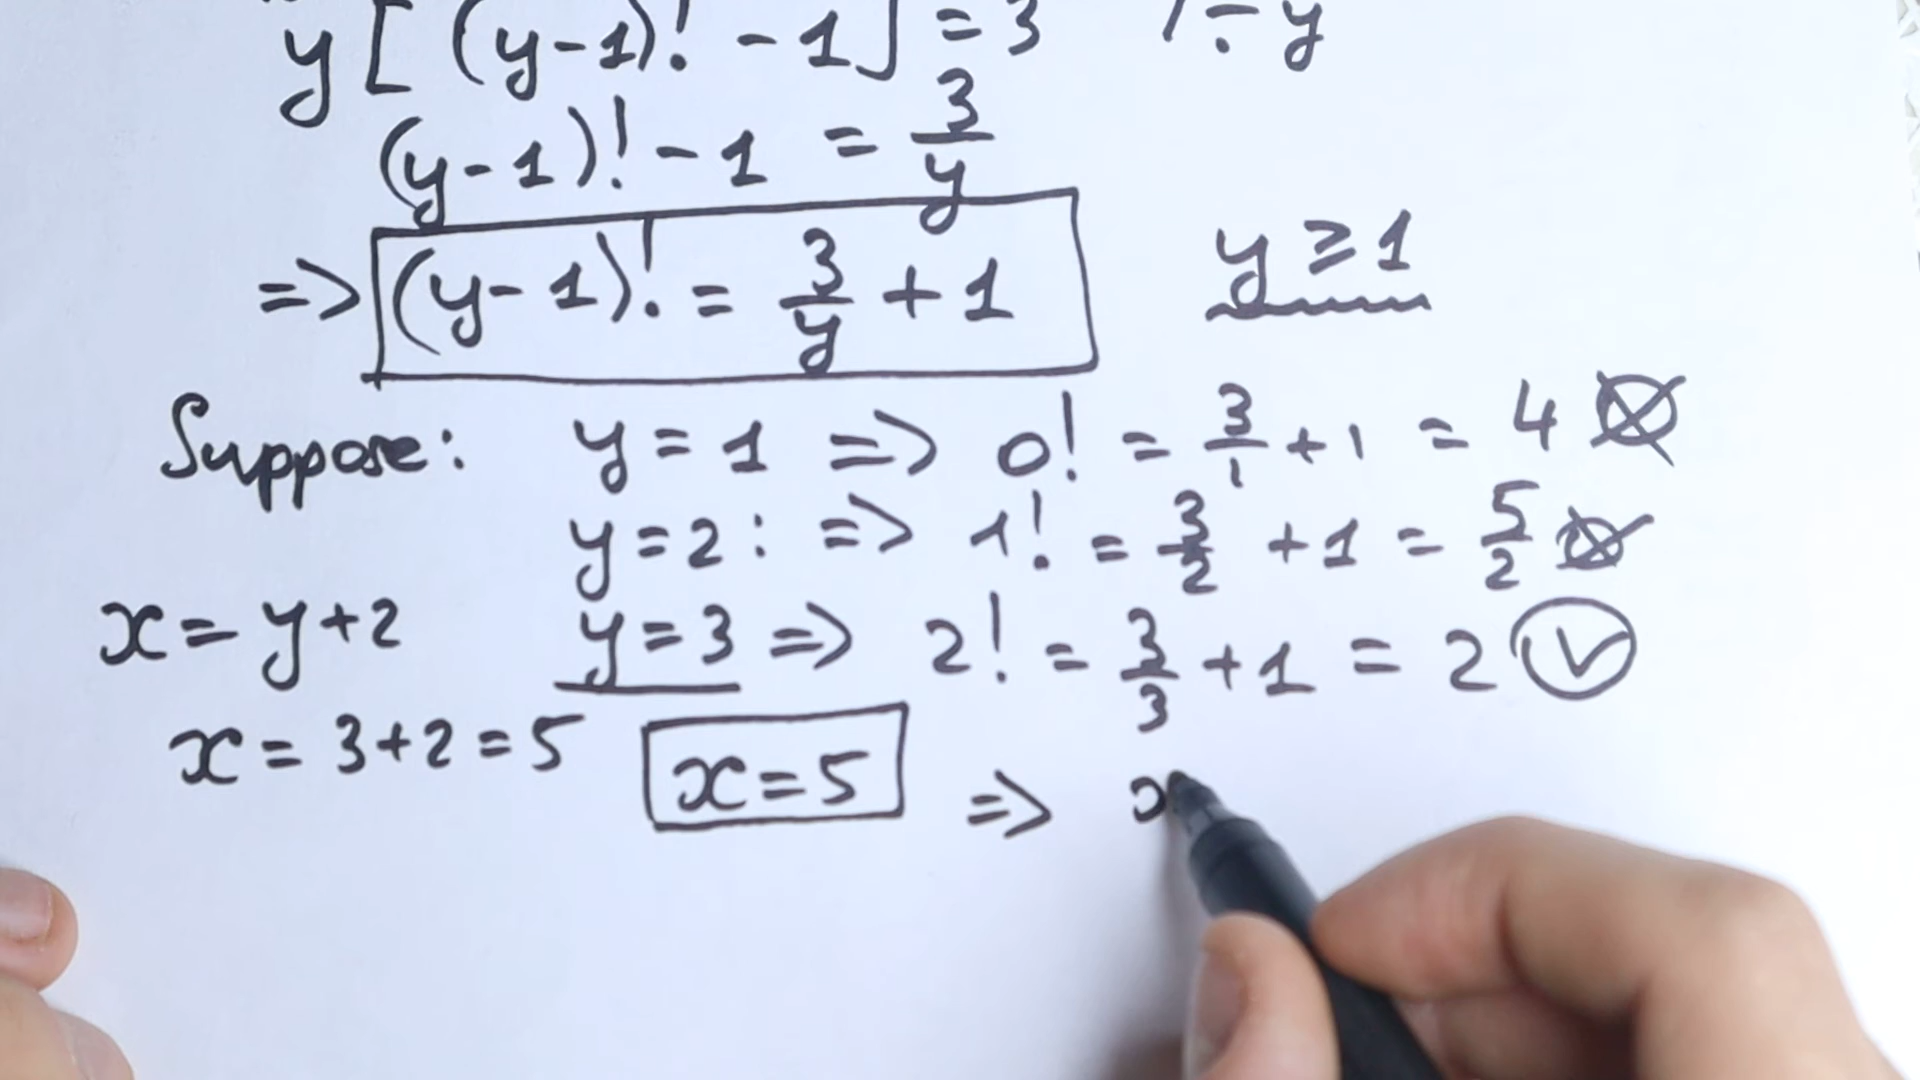 y[(y-1)! -1] = 3 / ÷ y
(y-1)! - 1 = 3/y
=> (y-1)! = 3/y + 1 y ≥ 1
Suppose: y = 1 => 0! = 3/1 + 1 = 4 ⊗
y = 2 : => 1! = 3/2 + 1 = 5/2 ⊗
x = y+2 y = 3 => 2! = 3/3 + 1 = 2 ✓
x = 3+2 = 5 x = 5 =>